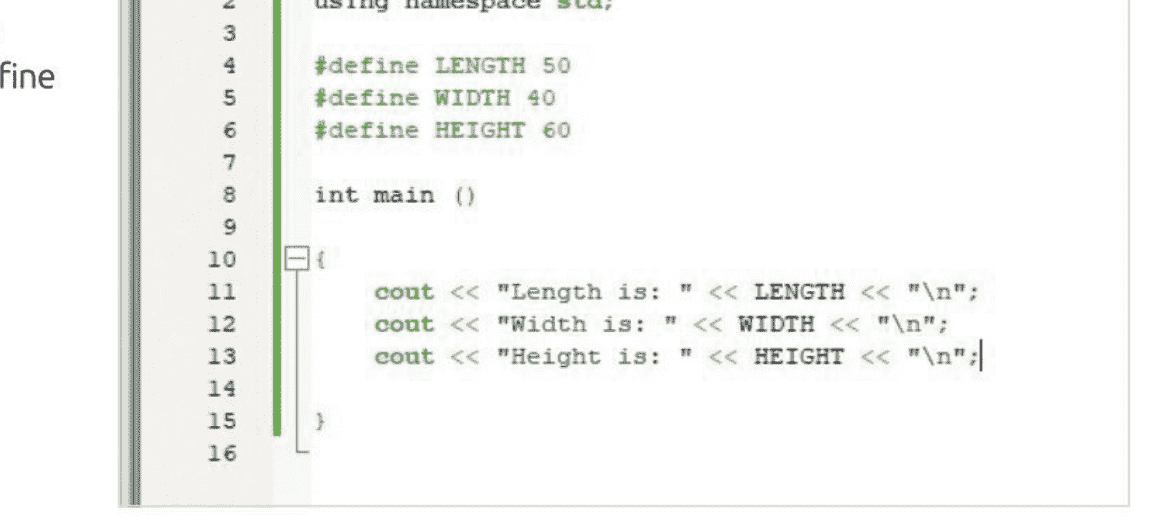 fine
2 using namespace std;
3
4 #define LENGTH 50
5 #define WIDTH 40
6 #define HEIGHT 60
7
8 int main ()
9
10 {
11 cout << "Length is: " << LENGTH << "\n";
12 cout << "Width is: " << WIDTH << "\n";
13 cout << "Height is: " << HEIGHT << "\n";
14
15 }
16